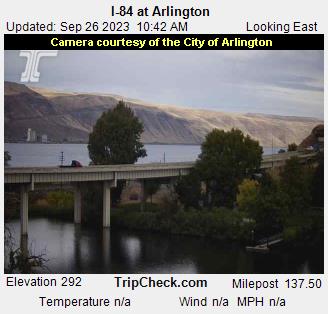 I-84 at Arlington
Updated: Sep 26 2023 10:42 AM Looking East
Camera courtesy of the City of Arlington
Elevation 292 TripCheck.com Milepost 137.50
Temperature n/a Wind n/a MPH n/a